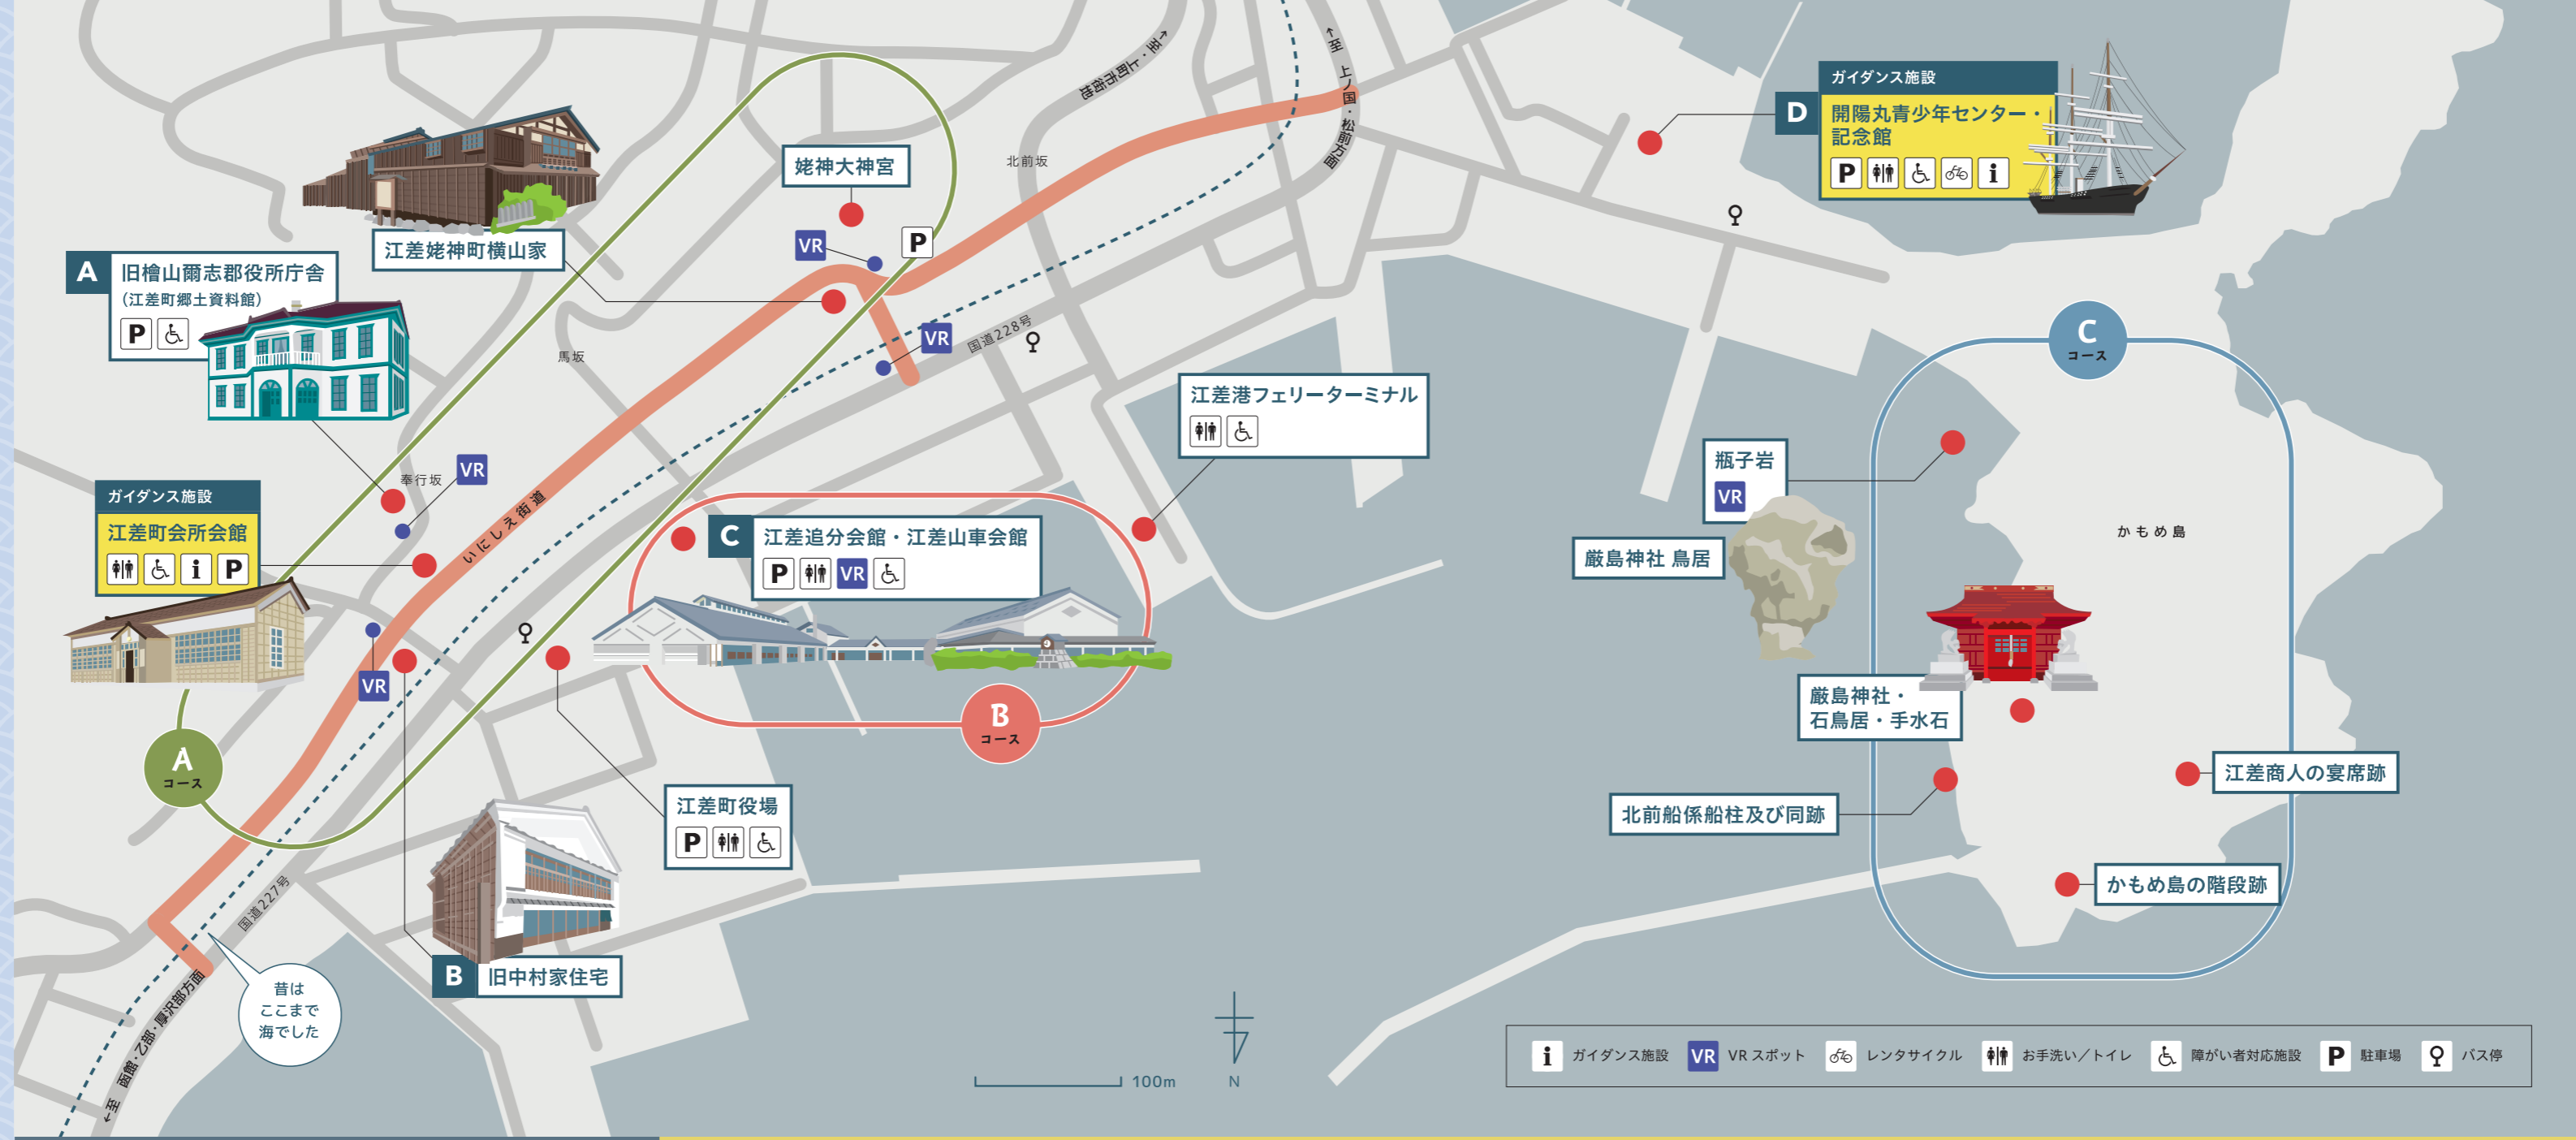 ←至・上町市街地
←至 上ノ国・松前方面
北前坂
姥神大神宮
VR
P
江差姥神町横山家
A
旧檜山爾志郡役所庁舎
(江差町郷土資料館)
P
馬坂
VR
国道228号
奉行坂
VR
いにしえ街道
ガイダンス施設
江差町会所会館
i P
VR
A
コース
C
江差追分会館・江差山車会館
P VR
B
コース
江差港フェリーターミナル
江差町役場
P
B
旧中村家住宅
国道227号
昔は
ここまで
海でした
←至 函館・乙部・厚沢部方面
D
ガイダンス施設
開陽丸青少年センター・
記念館
P i
C
コース
瓶子岩
VR
厳島神社 鳥居
かもめ島
厳島神社・
石鳥居・手水石
北前船係船柱及び同跡
江差商人の宴席跡
かもめ島の階段跡
100m
N
i ガイダンス施設 VR VRスポット レンタサイクル お手洗い／トイレ 障がい者対応施設 P 駐車場 バス停